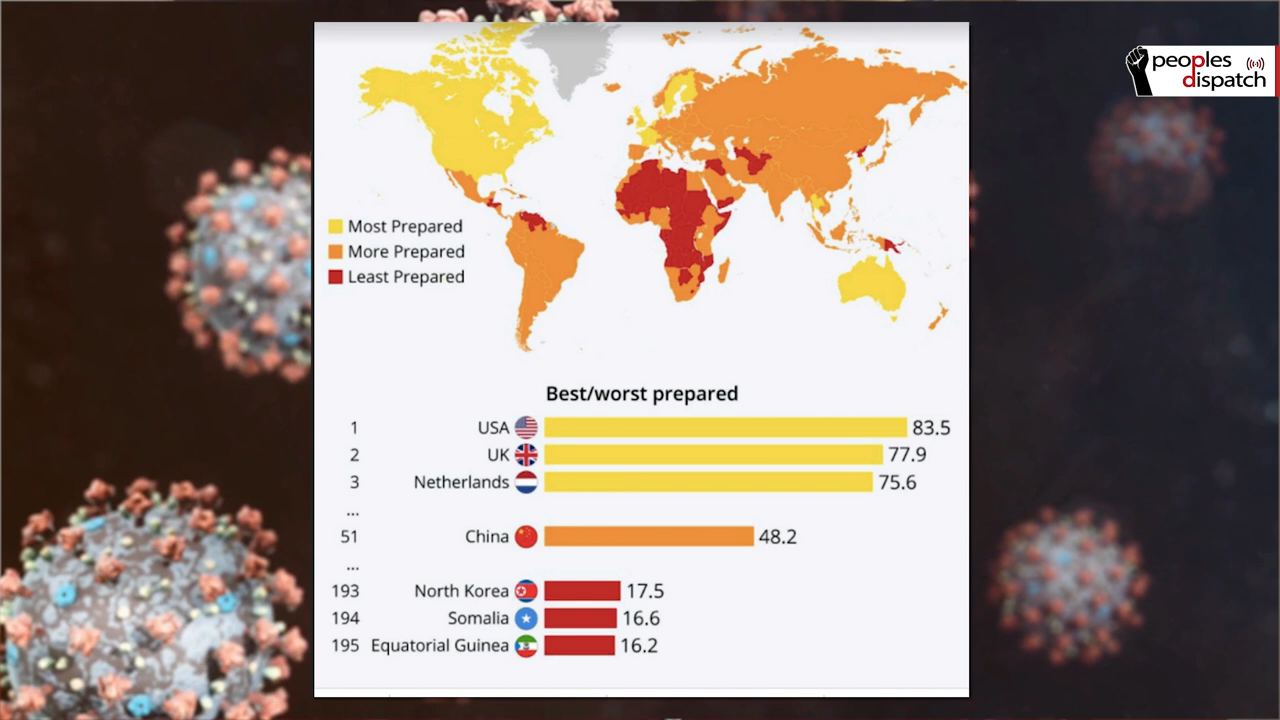 peoples
dispatch
Most Prepared
More Prepared
Least Prepared
Best/worst prepared
1 USA 83.5
2 UK 77.9
3 Netherlands 75.6
...
51 China 48.2
...
193 North Korea 17.5
194 Somalia 16.6
195 Equatorial Guinea 16.2